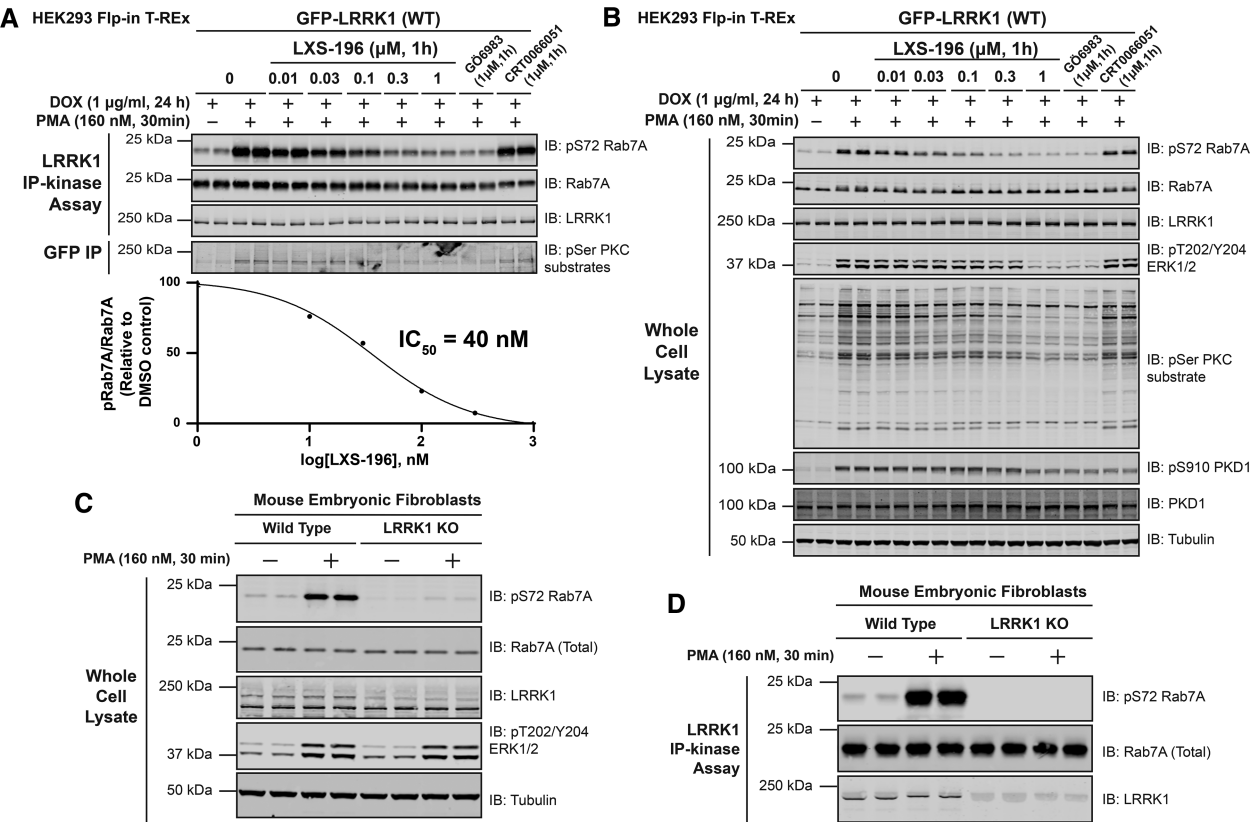 A
HEK293 Flp-in T-REx
GFP-LRRK1 (WT)
LXS-196 (µM, 1h)
GÖ6983
(1µM,1h)
CRT0066051
(1µM,1h)
0 0.01 0.03 0.1 0.3 1
DOX (1 µg/ml, 24 h) + + + + + + + + +
PMA (160 nM, 30min) − + + + + + + + +
LRRK1
IP-kinase
Assay
25 kDa
IB: pS72 Rab7A
25 kDa
IB: Rab7A
250 kDa
IB: LRRK1
GFP IP
250 kDa
IB: pSer PKC
substrates
pRab7A/Rab7A
(Relative to
DMSO control)
100
50
0
IC50 = 40 nM
0 1 2 3
log[LXS-196], nM
B
HEK293 Flp-in T-REx
GFP-LRRK1 (WT)
LXS-196 (µM, 1h)
GÖ6983
(1µM,1h)
CRT0066051
(1µM,1h)
0 0.01 0.03 0.1 0.3 1
DOX (1 µg/ml, 24 h) + + + + + + + + +
PMA (160 nM, 30min) − + + + + + + + +
Whole
Cell
Lysate
25 kDa
IB: pS72 Rab7A
25 kDa
IB: Rab7A
250 kDa
IB: LRRK1
37 kDa
IB: pT202/Y204
ERK1/2
IB: pSer PKC
substrate
100 kDa
IB: pS910 PKD1
100 kDa
IB: PKD1
50 kDa
IB: Tubulin
C
Mouse Embryonic Fibroblasts
Wild Type LRRK1 KO
PMA (160 nM, 30 min) − + − +
Whole
Cell
Lysate
25 kDa
IB: pS72 Rab7A
25 kDa
IB: Rab7A (Total)
250 kDa
IB: LRRK1
37 kDa
IB: pT202/Y204
ERK1/2
50 kDa
IB: Tubulin
D
Mouse Embryonic Fibroblasts
Wild Type LRRK1 KO
PMA (160 nM, 30 min) − + − +
LRRK1
IP-kinase
Assay
25 kDa
IB: pS72 Rab7A
25 kDa
IB: Rab7A (Total)
250 kDa
IB: LRRK1